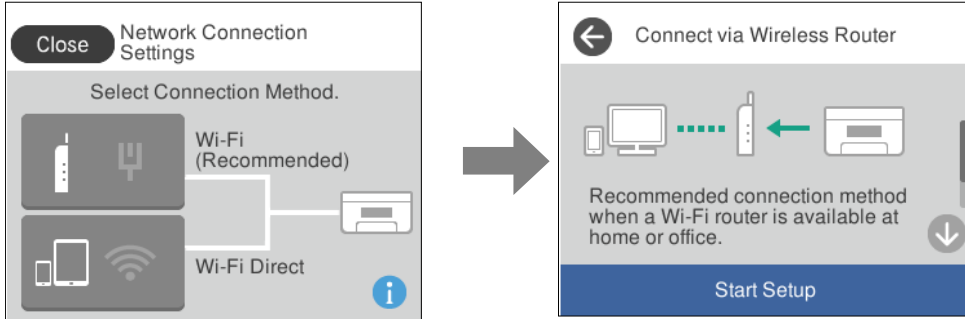 Close
Network Connection
Settings
Select Connection Method.
Wi-Fi
(Recommended)
Wi-Fi Direct
i
Connect via Wireless Router
Recommended connection method
when a Wi-Fi router is available at
home or office.
Start Setup